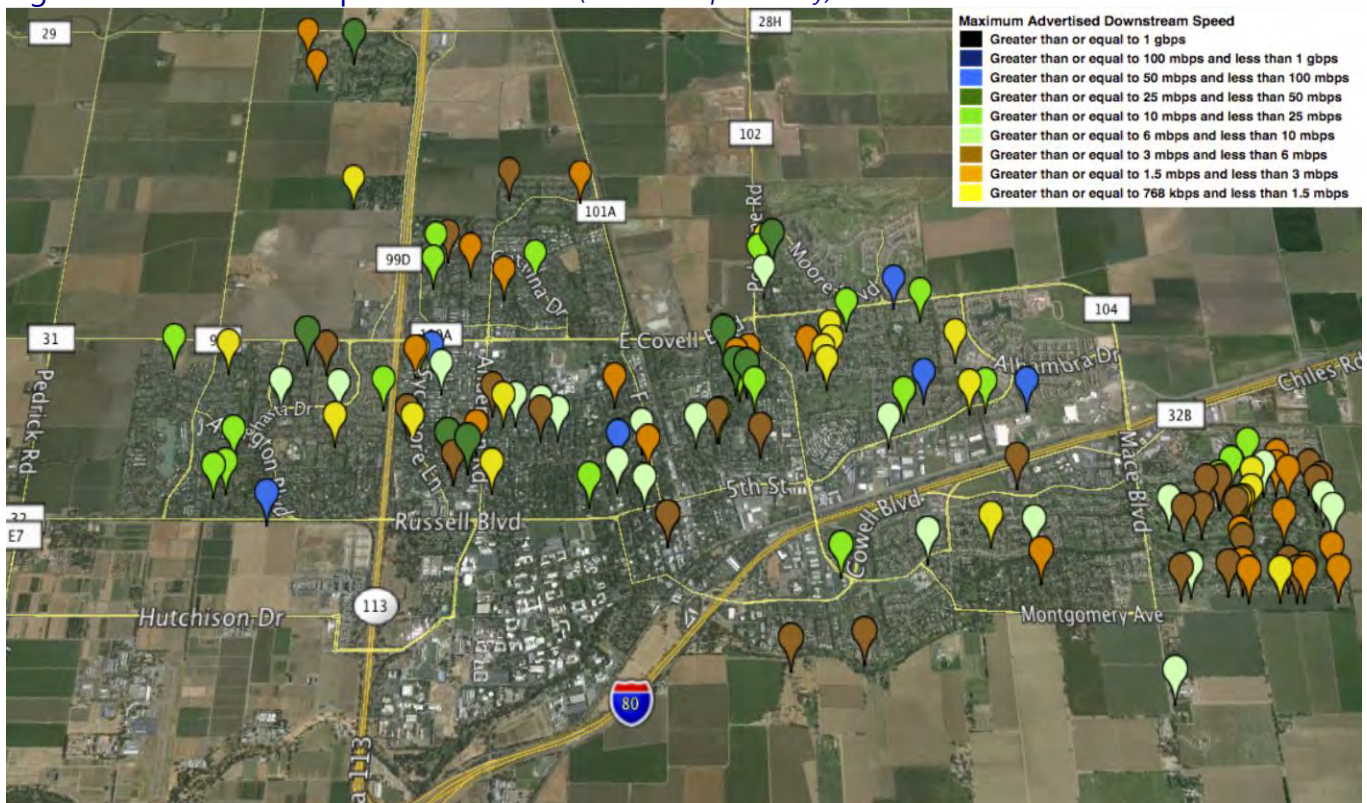 29
28H
Maximum Advertised Downstream Speed
Greater than or equal to 1 gbps
Greater than or equal to 100 mbps and less than 1 gbps
Greater than or equal to 50 mbps and less than 100 mbps
Greater than or equal to 25 mbps and less than 50 mbps
Greater than or equal to 10 mbps and less than 25 mbps
Greater than or equal to 6 mbps and less than 10 mbps
Greater than or equal to 3 mbps and less than 6 mbps
Greater than or equal to 1.5 mbps and less than 3 mbps
Greater than or equal to 768 kbps and less than 1.5 mbps
102
101A
99D
104
31
E Covell
Alhambra Dr
Chiles Rd
Pedrick Rd
32B
Mace Blvd
5th St
Cowell Blvd
Russell Blvd
E7
113
Hutchison Dr
Montgomery Ave
80
113